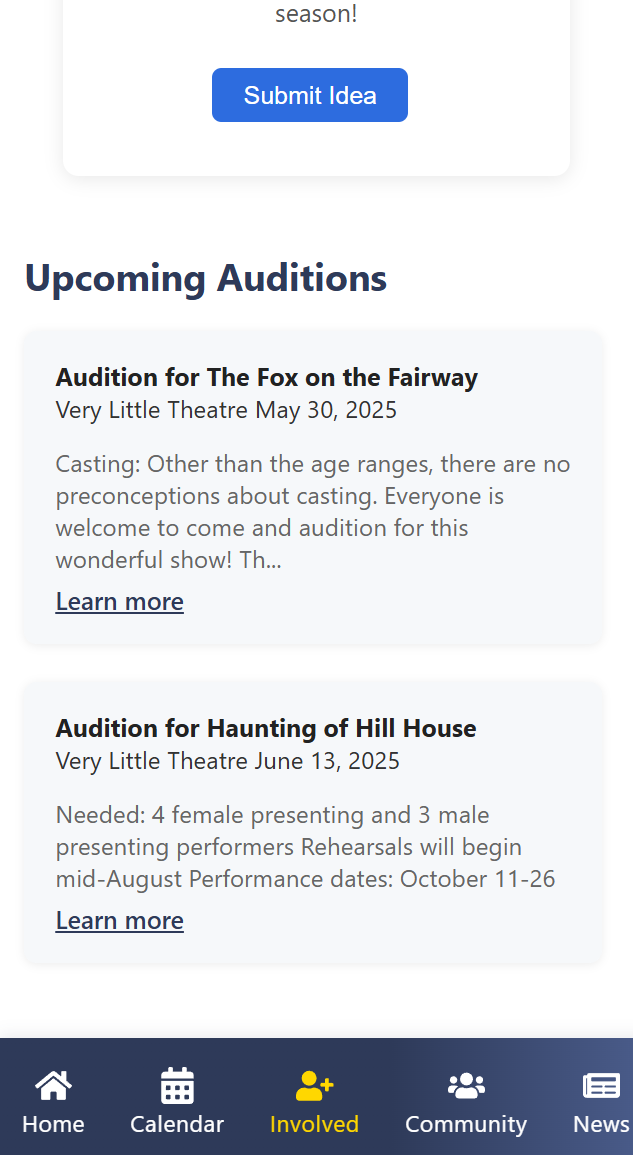 season!
Submit Idea
Upcoming Auditions
Audition for The Fox on the Fairway
Very Little Theatre May 30, 2025
Casting: Other than the age ranges, there are no
preconceptions about casting. Everyone is
welcome to come and audition for this
wonderful show! Th...
Learn more
Audition for Haunting of Hill House
Very Little Theatre June 13, 2025
Needed: 4 female presenting and 3 male
presenting performers Rehearsals will begin
mid-August Performance dates: October 11-26
Learn more
Home Calendar Involved Community News